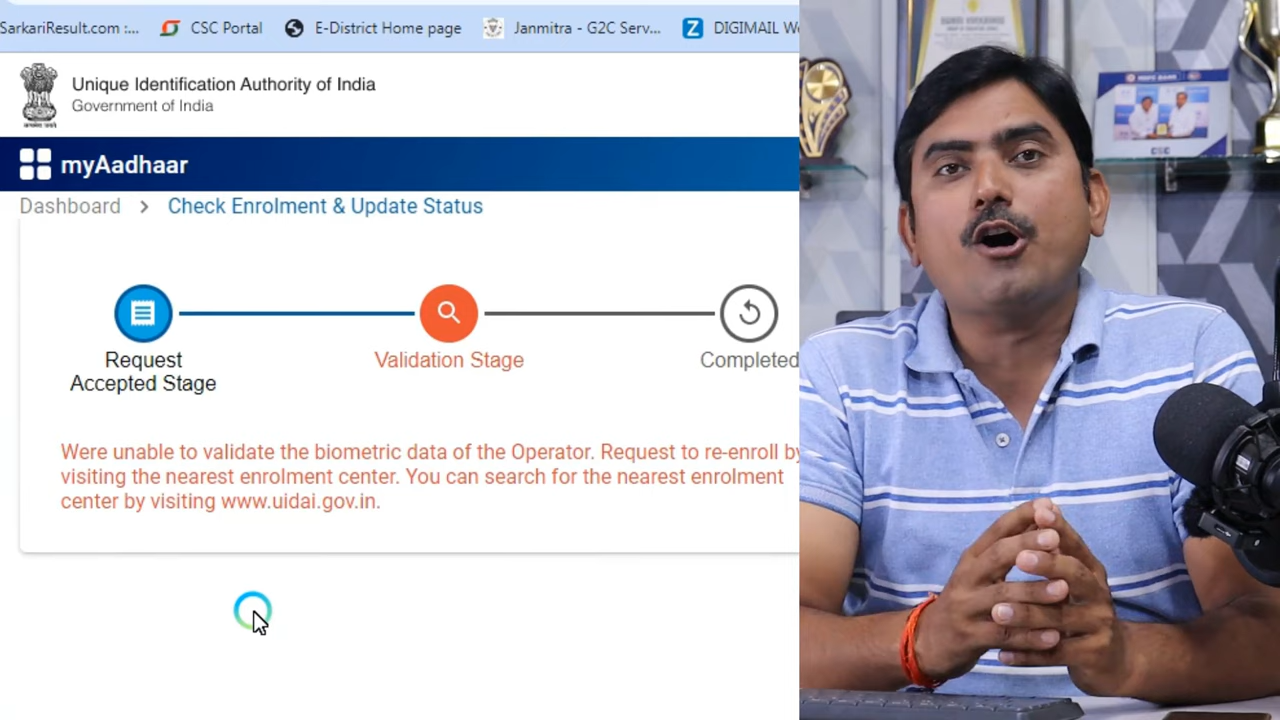 SarkariResult.com :...
CSC Portal
E-District Home page
Janmitra - G2C Serv...
DIGIMAIL W
Unique Identification Authority of India
Government of India
myAadhaar
Dashboard > Check Enrolment & Update Status
Request
Accepted Stage
Validation Stage
Completed
Were unable to validate the biometric data of the Operator. Request to re-enroll by
visiting the nearest enrolment center. You can search for the nearest enrolment
center by visiting www.uidai.gov.in.
HDFC BANK
CSC